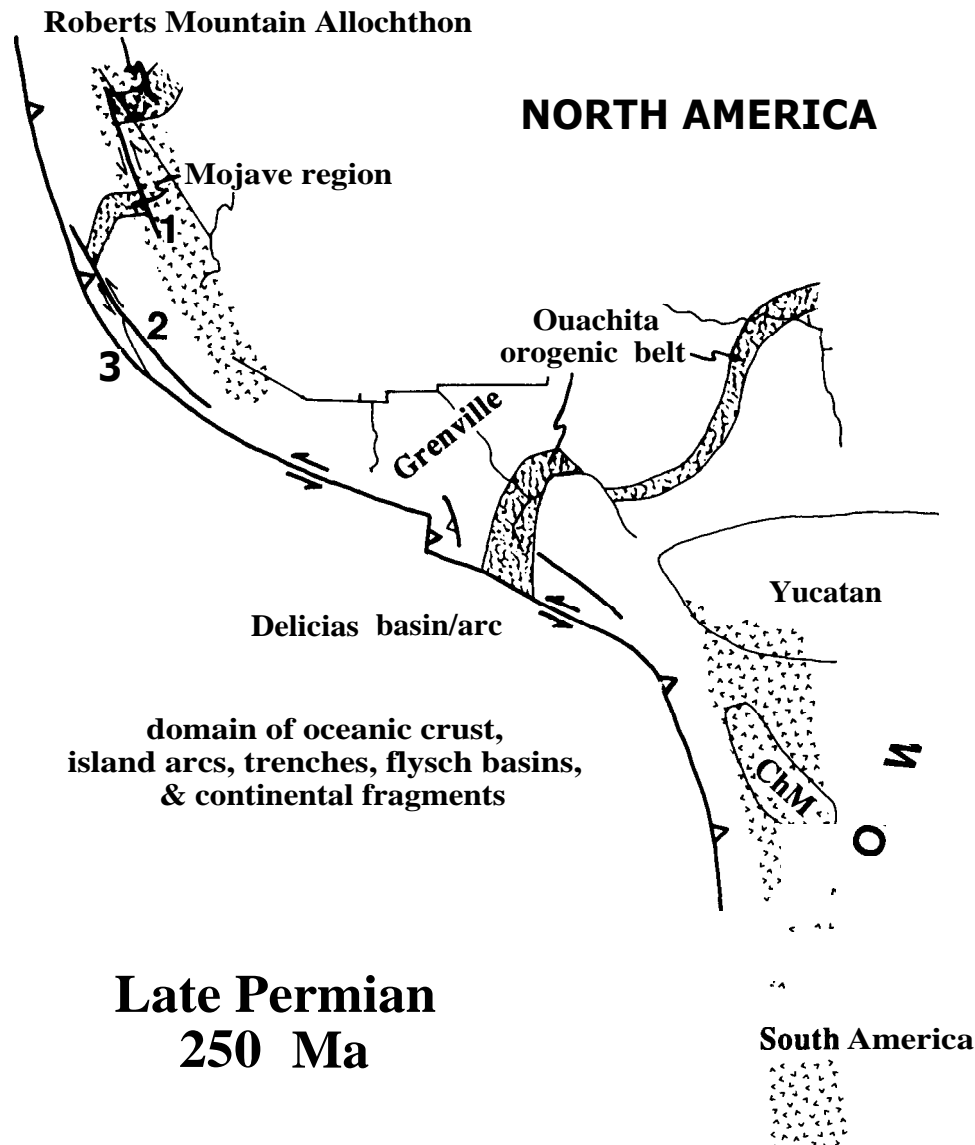 Roberts Mountain Allochthon
NORTH AMERICA
Mojave region
1
2
3
Ouachita
orogenic belt
Grenville
Yucatan
Delicias basin/arc
domain of oceanic crust,
island arcs, trenches, flysch basins,
& continental fragments
ChM
N
O
Late Permian
250 Ma
South America